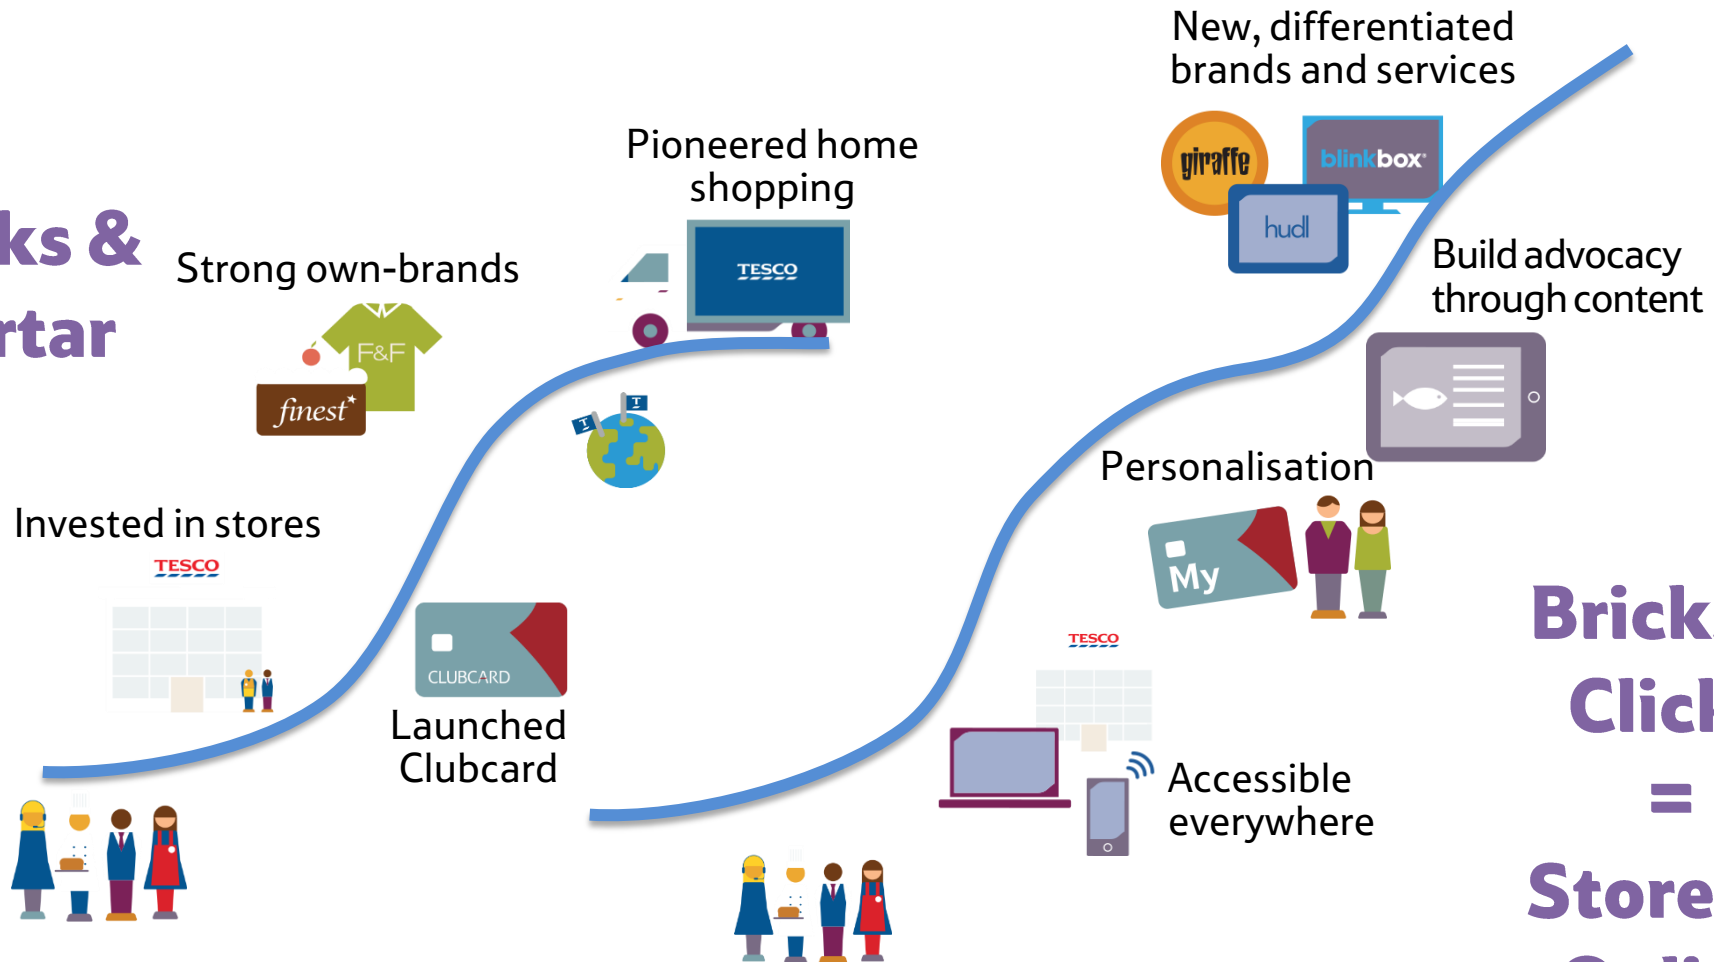 New, differentiated
brands and services
giraffe
blinkbox
hudl
Pioneered home
shopping
TESCO
Build advocacy
through content
ks &
rtar
Strong own-brands
F&F
finest*
T
T
Personalisation
My
Invested in stores
TESCO
CLUBCARD
Launched
Clubcard
TESCO
Accessible
everywhere
Brick
Click
=
Store